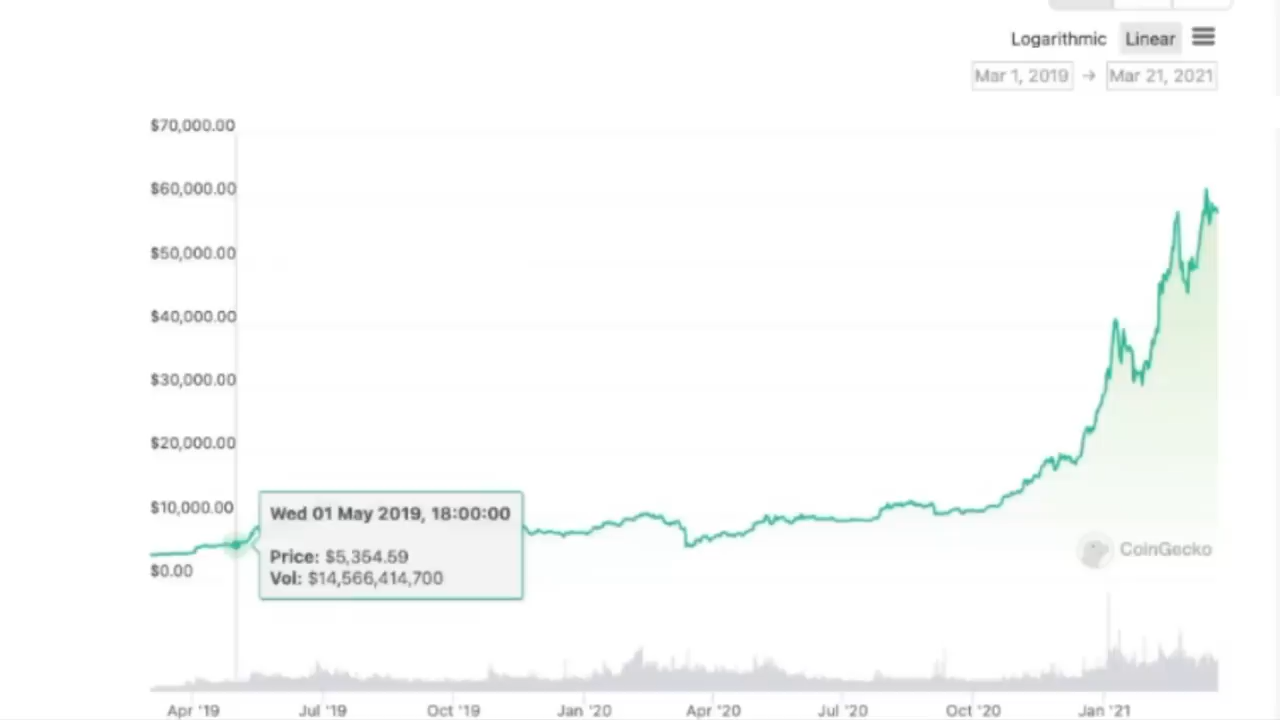 Logarithmic Linear
Mar 1, 2019 → Mar 21, 2021
$70,000.00
$60,000.00
$50,000.00
$40,000.00
$30,000.00
$20,000.00
$10,000.00
$0.00
Wed 01 May 2019, 18:00:00
Price: $5,354.59
Vol: $14,566,414,700
CoinGecko
Apr '19 Jul '19 Oct '19 Jan '20 Apr '20 Jul '20 Oct '20 Jan '21